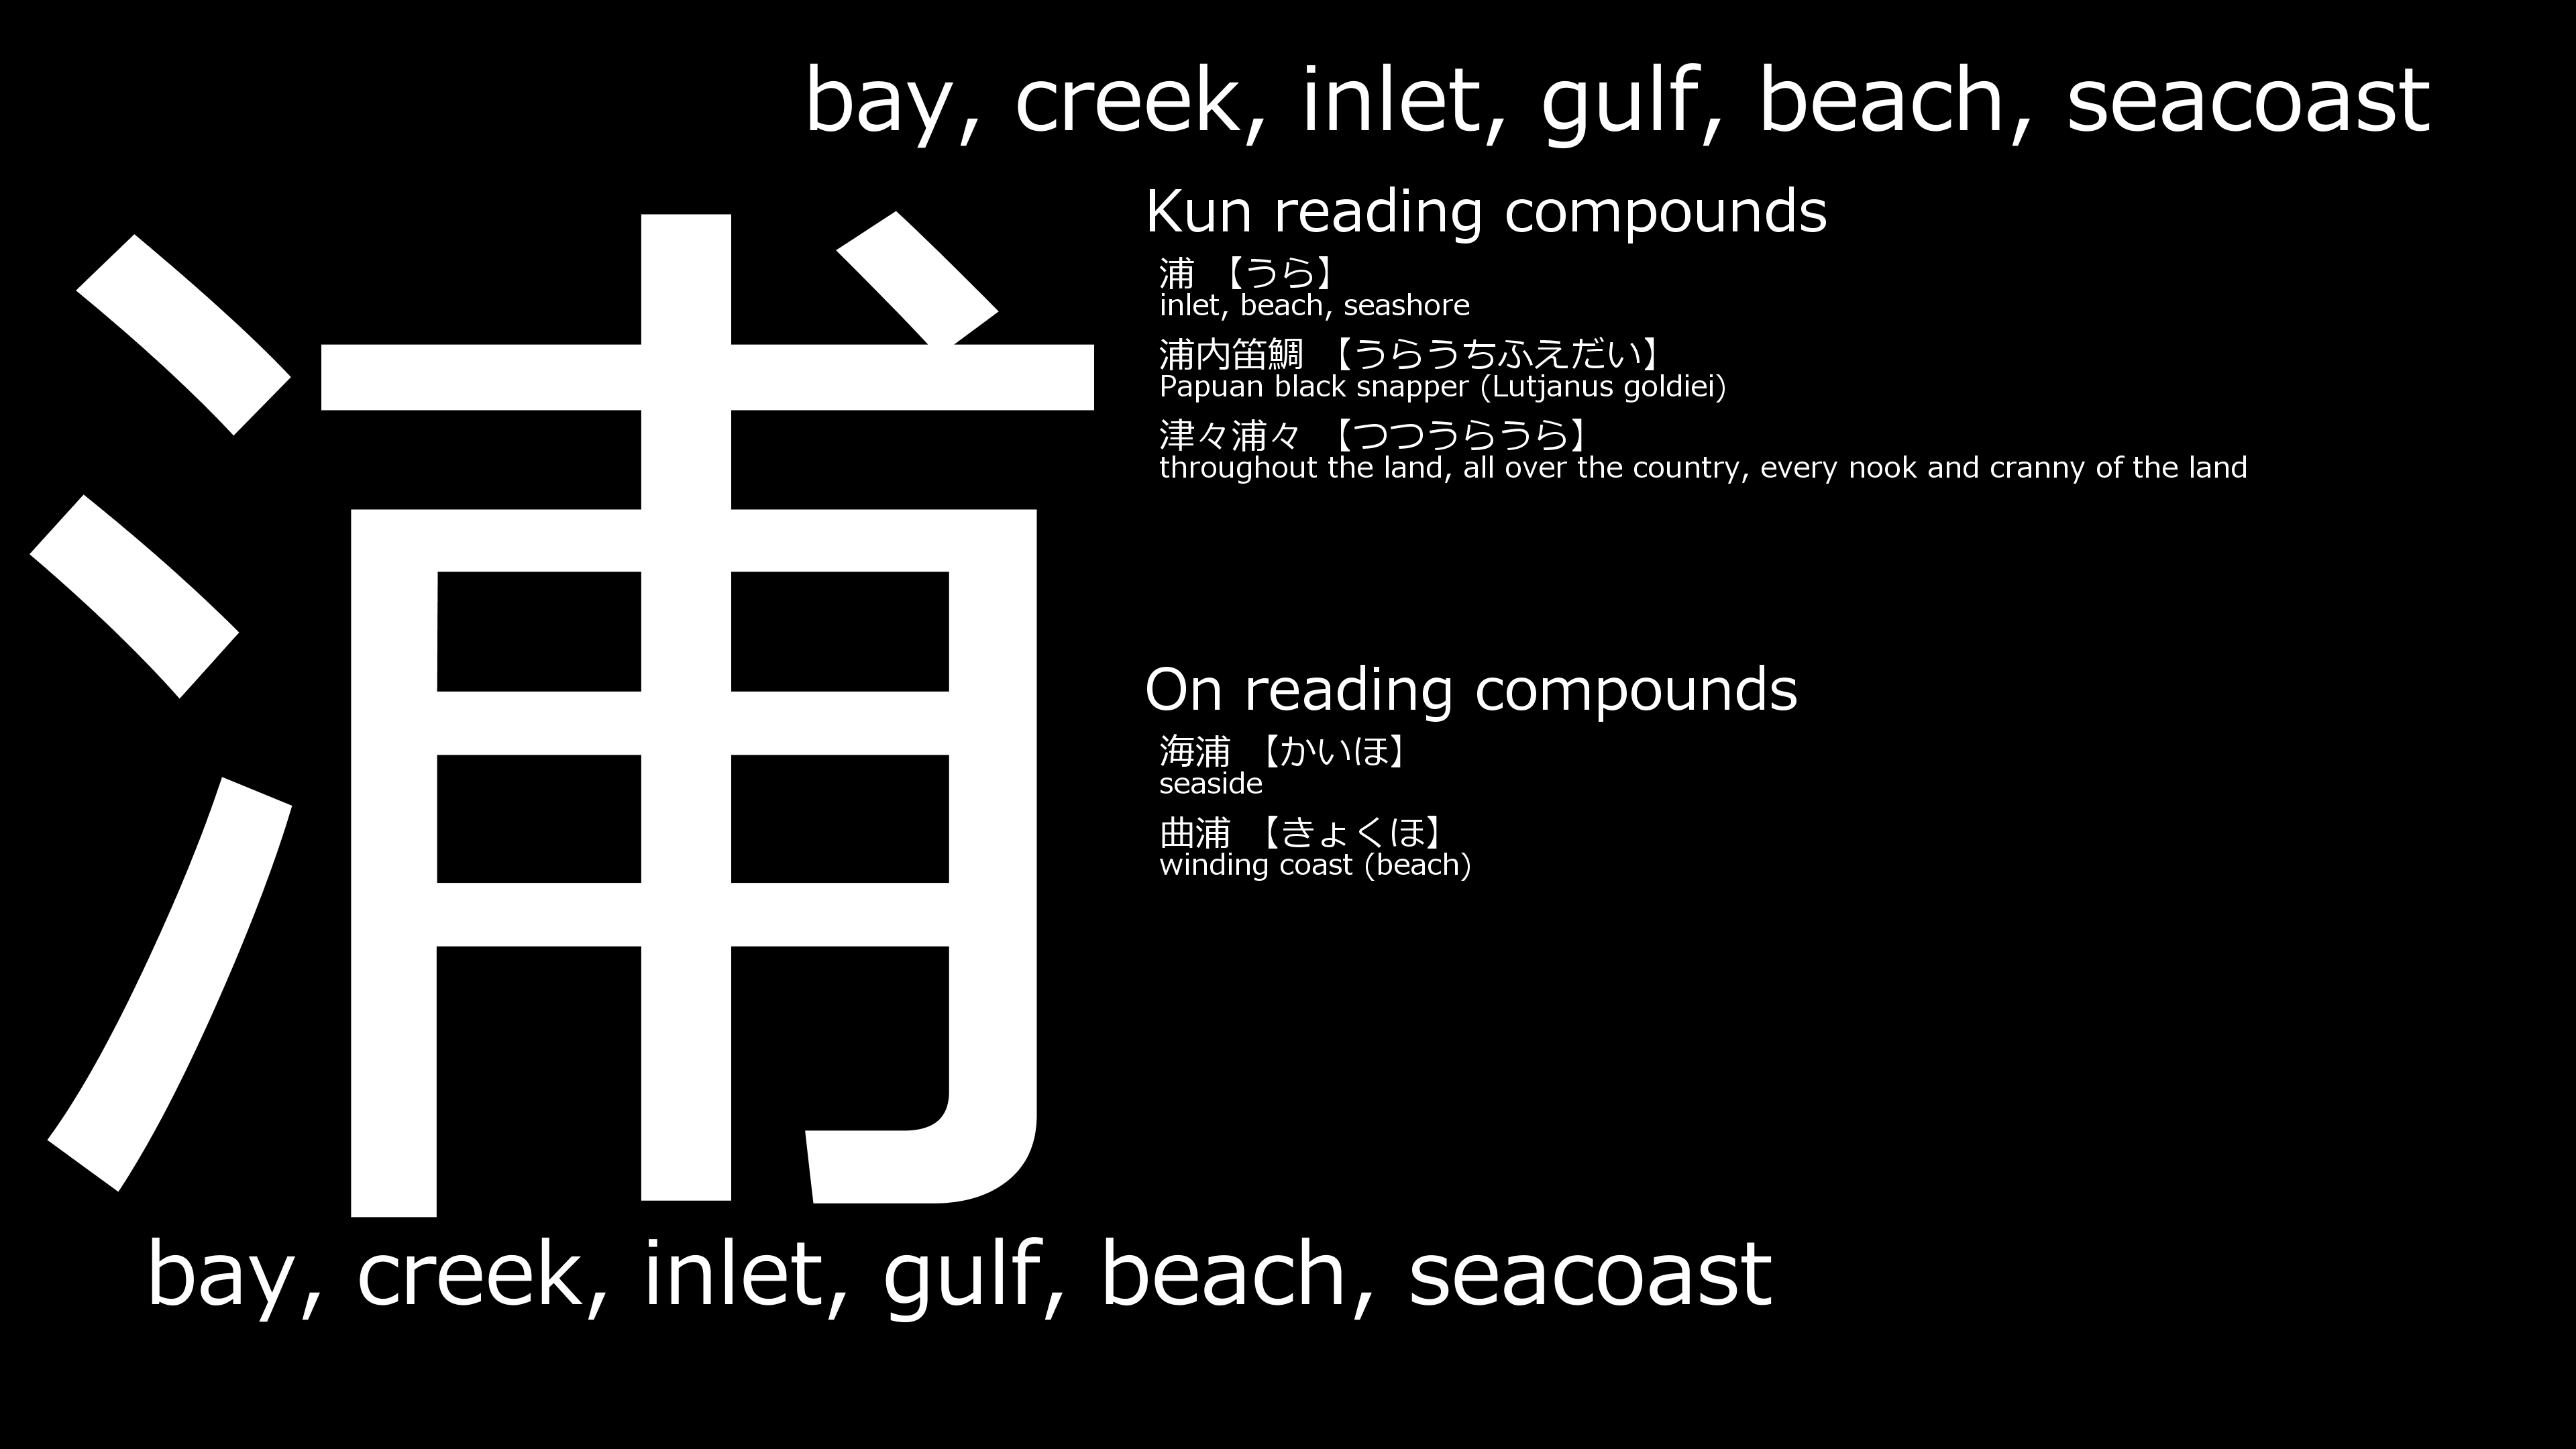 bay, creek, inlet, gulf, beach, seacoast
浦
Kun reading compounds
浦 【うら】
inlet, beach, seashore
浦内笛鯛 【うらうちふえだい】
Papuan black snapper (Lutjanus goldiei)
津々浦々 【つつうらうら】
throughout the land, all over the country, every nook and cranny of the land
On reading compounds
海浦 【かいほ】
seaside
曲浦 【きょくほ】
winding coast (beach)
bay, creek, inlet, gulf, beach, seacoast